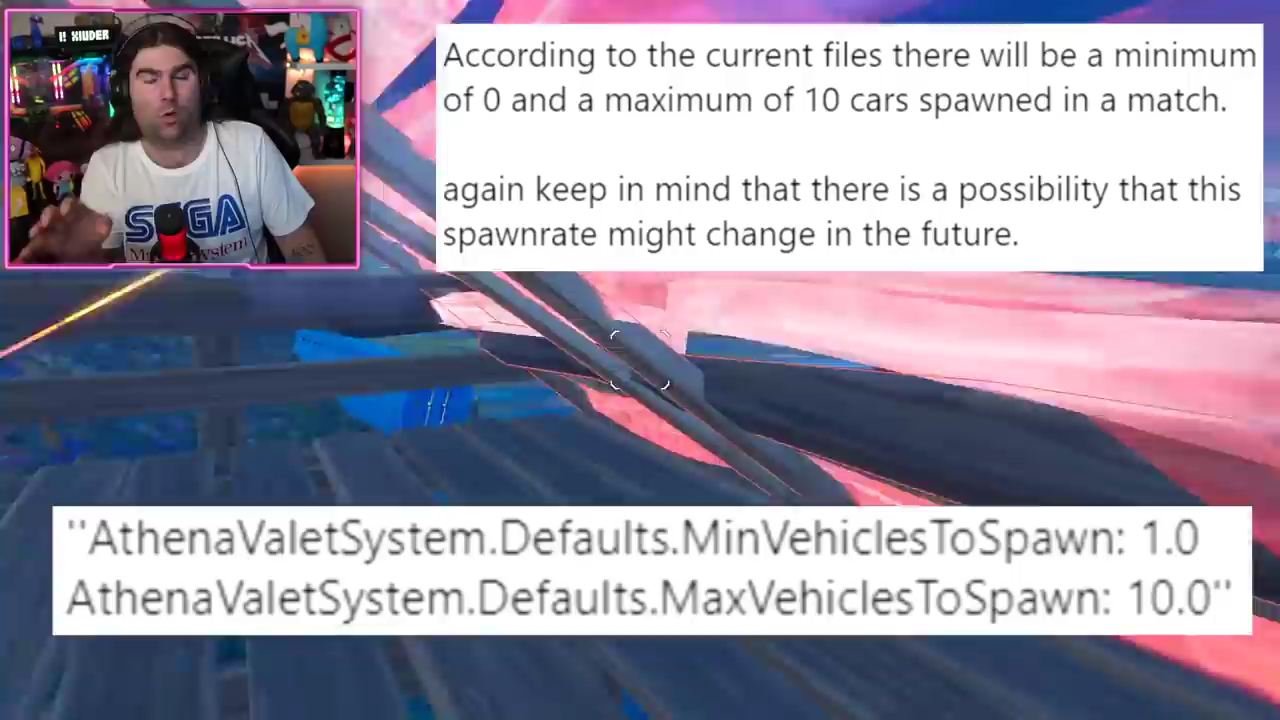 I! XIUDER
According to the current files there will be a minimum
of 0 and a maximum of 10 cars spawned in a match.
again keep in mind that there is a possibility that this
spawnrate might change in the future.
SEGA
''AthenaValetSystem.Defaults.MinVehiclesToSpawn: 1.0
AthenaValetSystem.Defaults.MaxVehiclesToSpawn: 10.0''